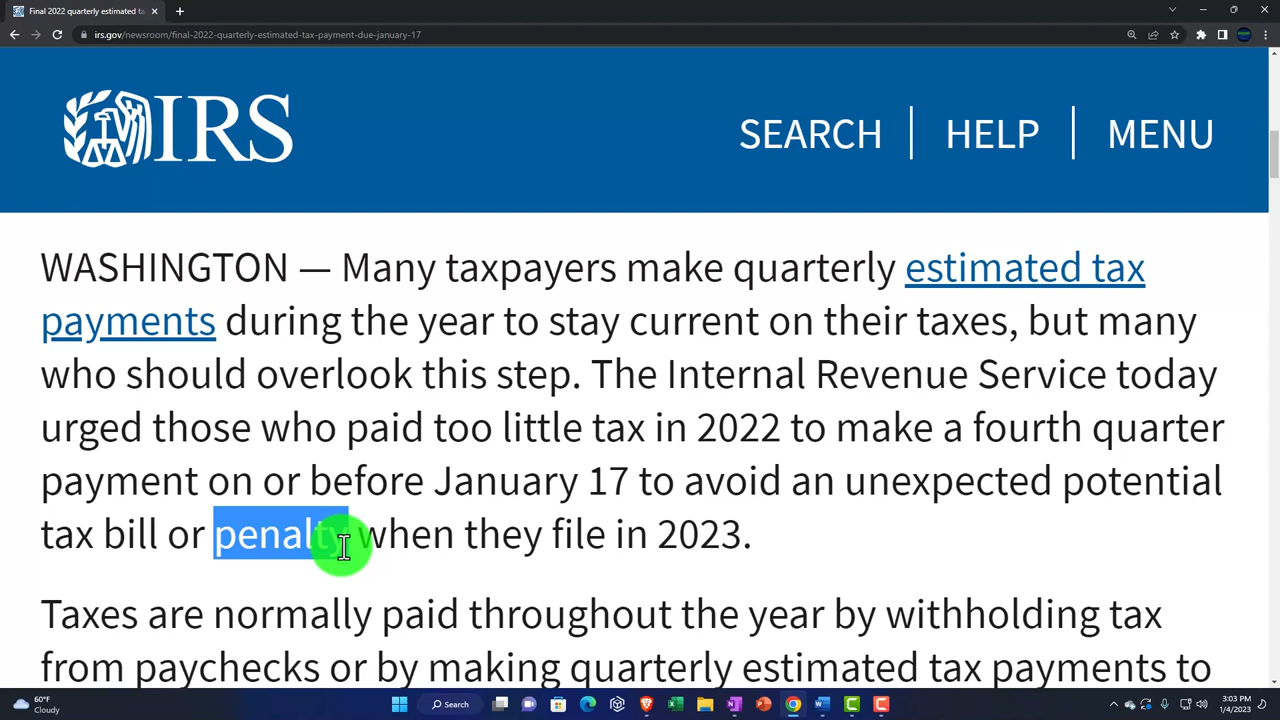 Final 2022 quarterly estimated ta
irs.gov/newsroom/final-2022-quarterly-estimated-tax-payment-due-january-17
IRS
SEARCH HELP MENU
WASHINGTON — Many taxpayers make quarterly estimated tax
payments during the year to stay current on their taxes, but many
who should overlook this step. The Internal Revenue Service today
urged those who paid too little tax in 2022 to make a fourth quarter
payment on or before January 17 to avoid an unexpected potential
tax bill or penalty when they file in 2023.
Taxes are normally paid throughout the year by withholding tax
from paychecks or by making quarterly estimated tax payments to
60°F
Cloudy
Search
3:03 PM
1/4/2023